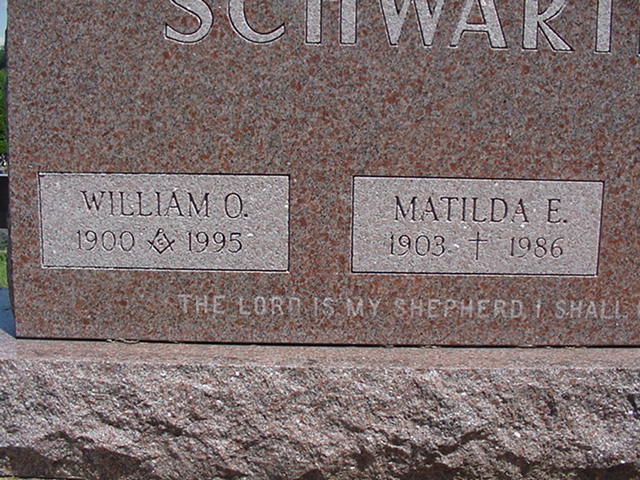 SCHWART
WILLIAM O.
1900 1995
MATILDA E.
1903 † 1986
THE LORD IS MY SHEPHERD, I SHALL